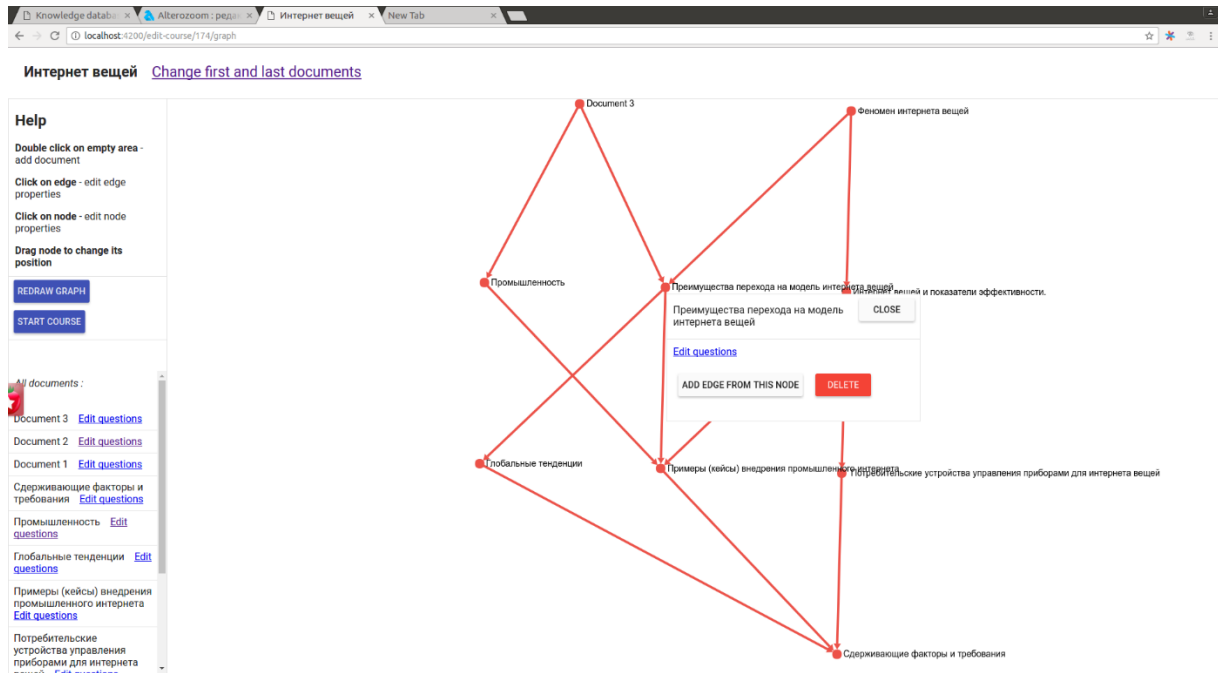 Knowledge databa
Alterozoom : редак
Интернет вещей
New Tab
localhost:4200/edit-course/174/graph
Интернет вещей Change first and last documents
Help
Double click on empty area -
add document
Click on edge - edit edge
properties
Click on node - edit node
properties
Drag node to change its
position
REDRAW GRAPH
START COURSE
All documents :
Document 3 Edit questions
Document 2 Edit questions
Document 1 Edit questions
Сдерживающие факторы и
требования Edit questions
Промышленность Edit
questions
Глобальные тенденции Edit
questions
Примеры (кейсы) внедрения
промышленного интернета
Edit questions
Потребительские
устройства управления
приборами для интернета
вещей Edit questions
Document 3
Феномен интернета вещей
Промышленность
Преимущества перехода на модель интернета вещей
Интернет вещей и показатели эффективности.
Преимущества перехода на модель
интернета вещей
CLOSE
Edit questions
ADD EDGE FROM THIS NODE
DELETE
Глобальные тенденции
Примеры (кейсы) внедрения промышленного интернета
Потребительские устройства управления приборами для интернета вещей
Сдерживающие факторы и требования